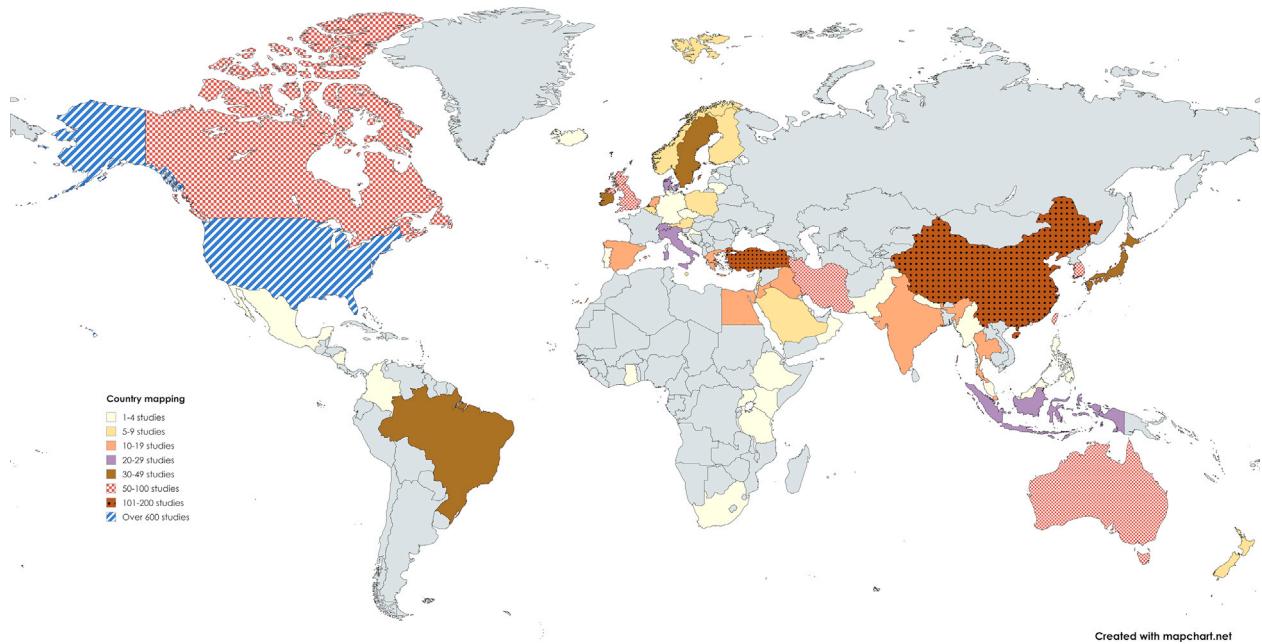 Country mapping
1-4 studies
5-9 studies
10-19 studies
20-29 studies
30-49 studies
50-100 studies
101-200 studies
Over 600 studies
Created with mapchart.net